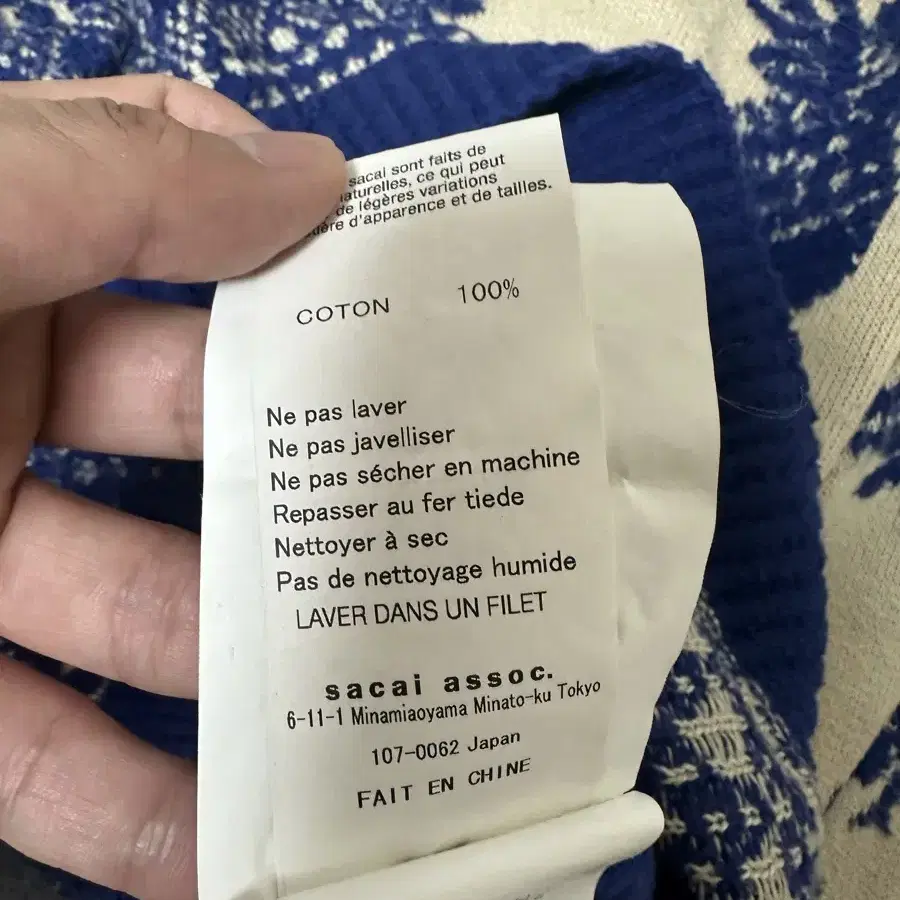 sacai sont faits de
naturelles, ce qui peut
de légères variations
d'apparence et de tailles.
COTON 100%
Ne pas laver
Ne pas javelliser
Ne pas sécher en machine
Repasser au fer tiede
Nettoyer à sec
Pas de nettoyage humide
LAVER DANS UN FILET
sacai assoc.
6-11-1 Minamiaoyama Minato-ku Tokyo
107-0062 Japan
FAIT EN CHINE